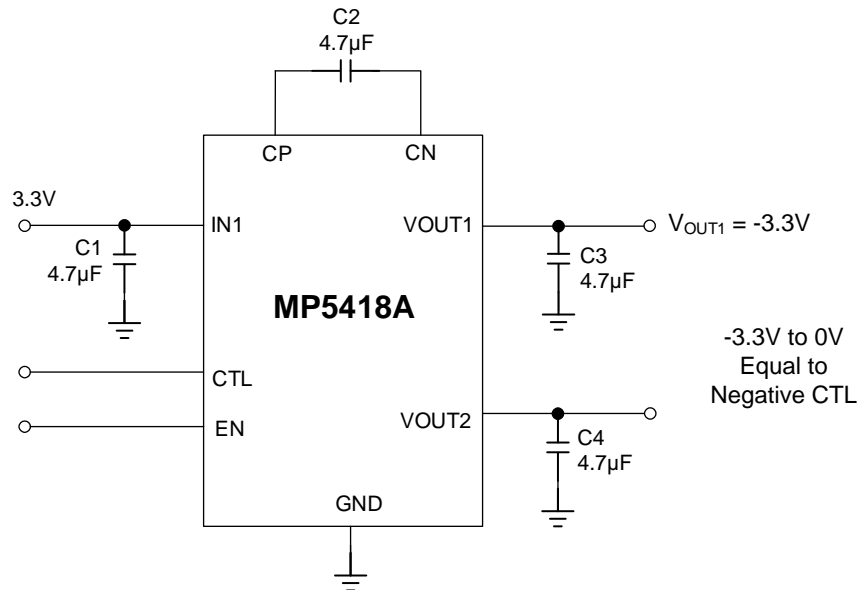 C2
4.7µF
CP
CN
3.3V
IN1
VOUT1
VOUT1 = -3.3V
C1
4.7µF
C3
4.7µF
MP5418A
-3.3V to 0V
Equal to
Negative CTL
CTL
EN
VOUT2
C4
4.7µF
GND